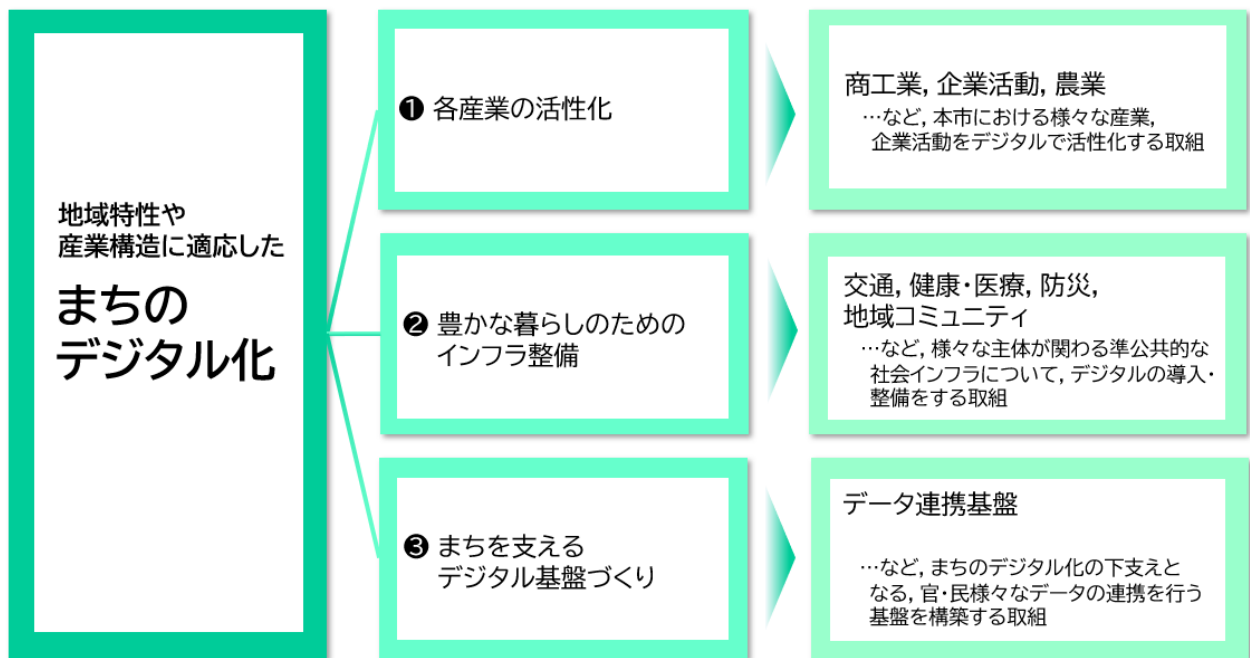 地域特性や
産業構造に適応した
まちの
デジタル化
❶ 各産業の活性化
商工業, 企業活動, 農業
…など, 本市における様々な産業,
企業活動をデジタルで活性化する取組
❷ 豊かな暮らしのための
インフラ整備
交通, 健康・医療, 防災,
地域コミュニティ
…など, 様々な主体が関わる準公共的な
社会インフラについて, デジタルの導入・
整備をする取組
❸ まちを支える
デジタル基盤づくり
データ連携基盤
…など, まちのデジタル化の下支えと
なる, 官・民様々なデータの連携を行う
基盤を構築する取組